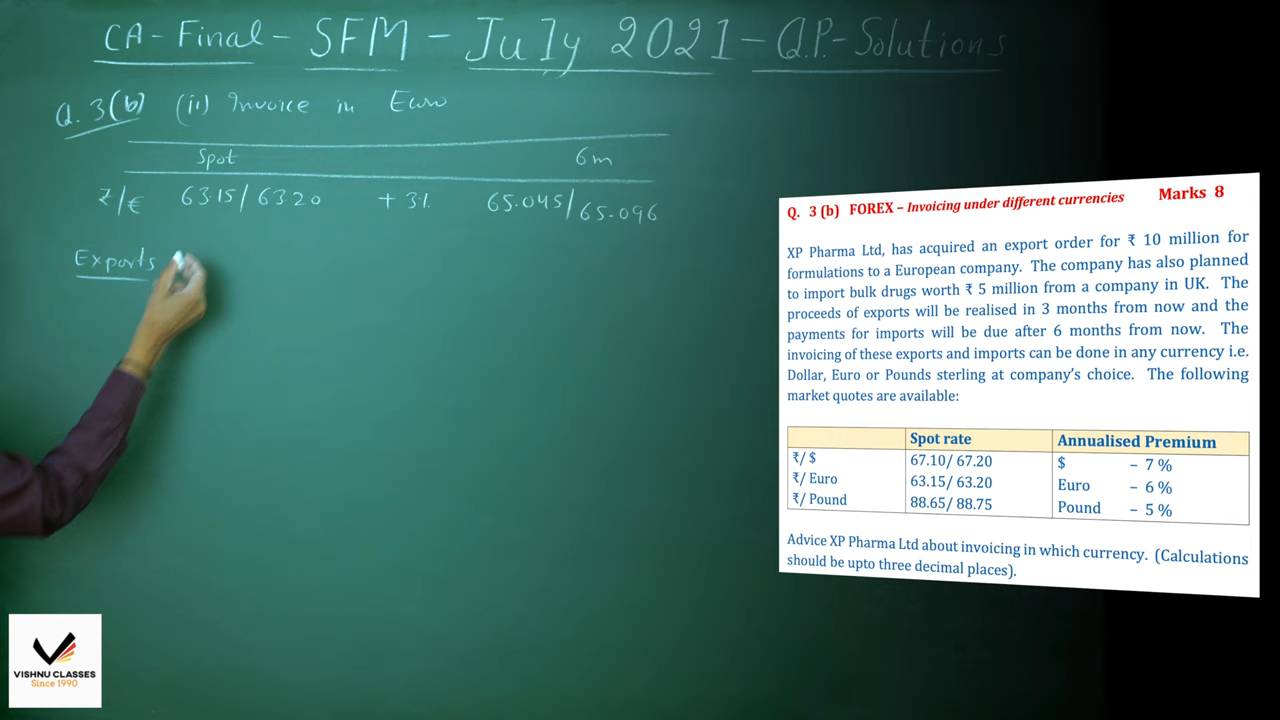 CA-Final - SFM - July 2021 - Q.P.-Solutions
Q. 3(b) (ii) Invoice in Euro
Spot 6m
₹/€ 63.15/63.20 +3% 65.045/65.096
Exports
Q. 3 (b) FOREX – Invoicing under different currencies Marks 8
XP Pharma Ltd, has acquired an export order for ₹ 10 million for
formulations to a European company. The company has also planned
to import bulk drugs worth ₹ 5 million from a company in UK. The
proceeds of exports will be realised in 3 months from now and the
payments for imports will be due after 6 months from now. The
invoicing of these exports and imports can be done in any currency i.e.
Dollar, Euro or Pounds sterling at company's choice. The following
market quotes are available:
Spot rate Annualised Premium
₹/ $ 67.10/ 67.20 $ – 7 %
₹/ Euro 63.15/ 63.20 Euro – 6 %
₹/ Pound 88.65/ 88.75 Pound – 5 %
Advice XP Pharma Ltd about invoicing in which currency. (Calculations
should be upto three decimal places).
VISHNU CLASSES
Since 1990